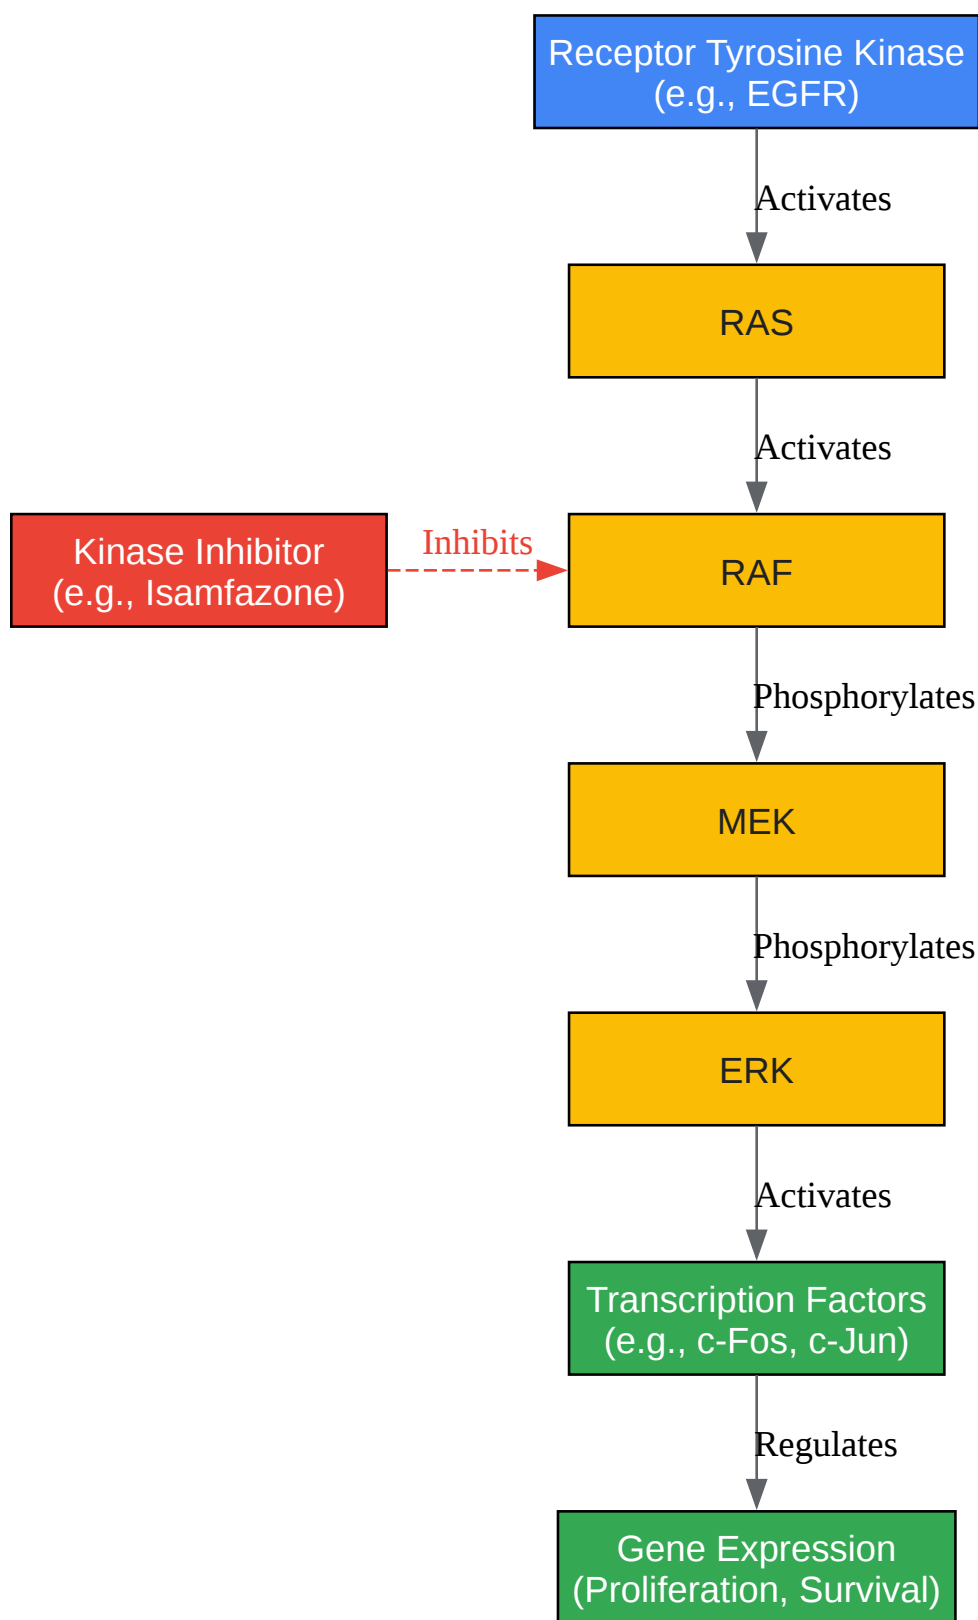 Receptor Tyrosine Kinase
(e.g., EGFR)
Activates
RAS
Activates
Kinase Inhibitor
(e.g., Isamfazone)
Inhibits
RAF
Phosphorylates
MEK
Phosphorylates
ERK
Activates
Transcription Factors
(e.g., c-Fos, c-Jun)
Regulates
Gene Expression
(Proliferation, Survival)